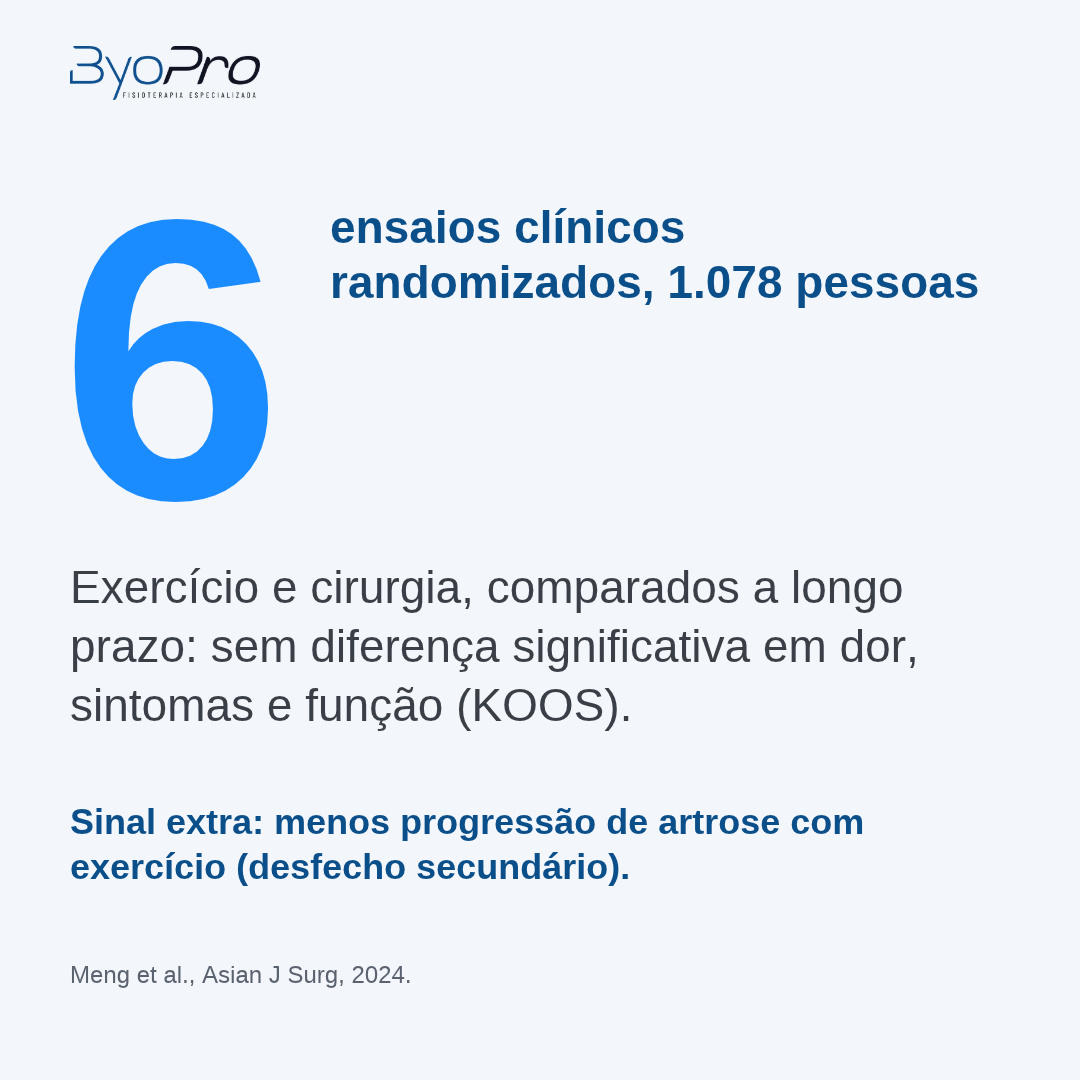 ByoPro
FISIOTERAPIA ESPECIALIZADA
6
ensaios clínicos
randomizados, 1.078 pessoas
Exercício e cirurgia, comparados a longo
prazo: sem diferença significativa em dor,
sintomas e função (KOOS).
Sinal extra: menos progressão de artrose com
exercício (desfecho secundário).
Meng et al., Asian J Surg, 2024.